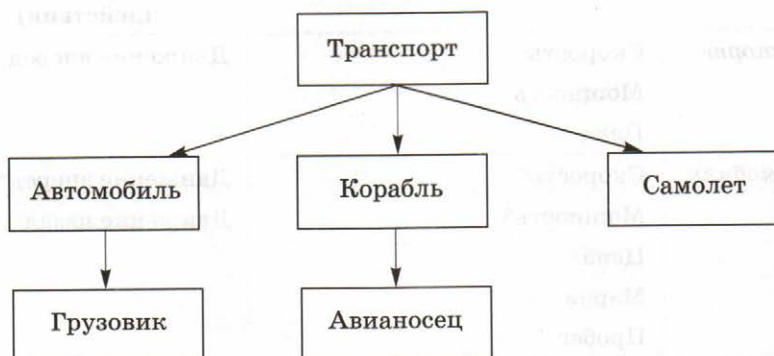 Транспорт
Автомобиль
Корабль
Самолет
Грузовик
Авианосец